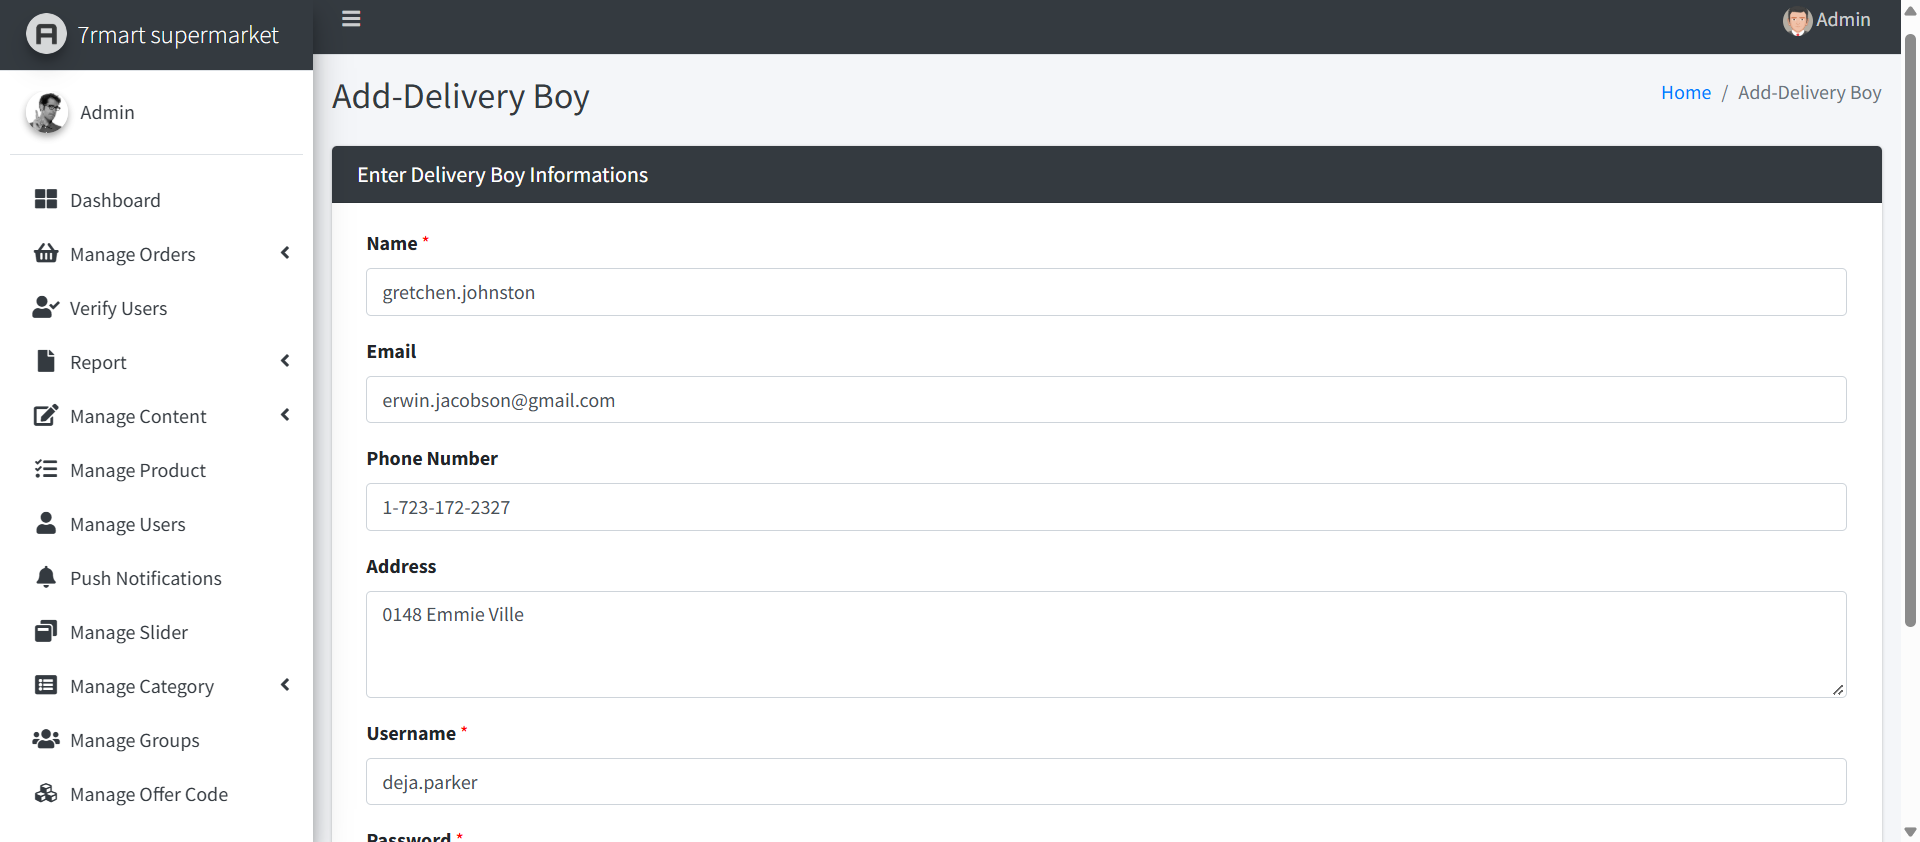 7rmart supermarket
Admin
Admin
Add-Delivery Boy
Home / Add-Delivery Boy
Dashboard
Manage Orders
Verify Users
Report
Manage Content
Manage Product
Manage Users
Push Notifications
Manage Slider
Manage Category
Manage Groups
Manage Offer Code
Enter Delivery Boy Informations
Name *
gretchen.johnston
Email
erwin.jacobson@gmail.com
Phone Number
1-723-172-2327
Address
0148 Emmie Ville
Username *
deja.parker
Password *